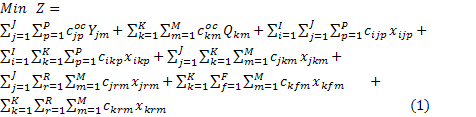 Min Z =
∑_{j=1}^{J}∑_{p=1}^{P} c_{jp}^{oc} Y_{jm} + ∑_{k=1}^{K}∑_{m=1}^{M} c_{km}^{oc} Q_{km} + ∑_{i=1}^{I}∑_{j=1}^{J}∑_{p=1}^{P} c_{ijp} x_{ijp} +
∑_{i=1}^{I}∑_{k=1}^{K}∑_{p=1}^{P} c_{ikp} x_{ikp} + ∑_{j=1}^{J}∑_{k=1}^{K}∑_{m=1}^{M} c_{jkm} x_{jkm} +
∑_{j=1}^{J}∑_{r=1}^{R}∑_{m=1}^{M} c_{jrm} x_{jrm} + ∑_{k=1}^{K}∑_{f=1}^{F}∑_{m=1}^{M} c_{kfm} x_{kfm} +
∑_{k=1}^{K}∑_{r=1}^{R}∑_{m=1}^{M} c_{krm} x_{krm} (1)